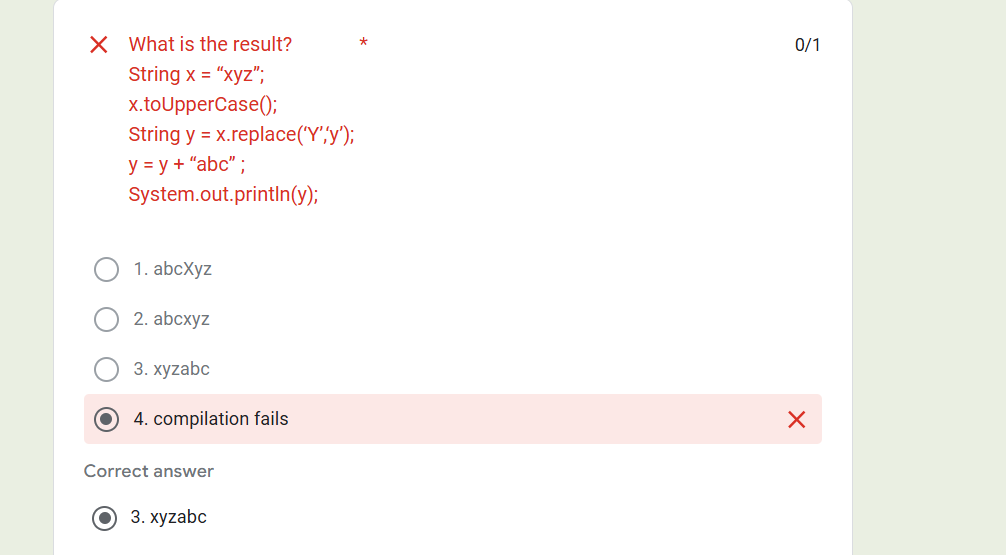 What is the result? *
0/1
String x = “xyz”;
x.toUpperCase();
String y = x.replace(‘Y’,‘y’);
y = y + “abc” ;
System.out.println(y);
1. abcXyz
2. abcxyz
3. xyzabc
4. compilation fails
Correct answer
3. xyzabc